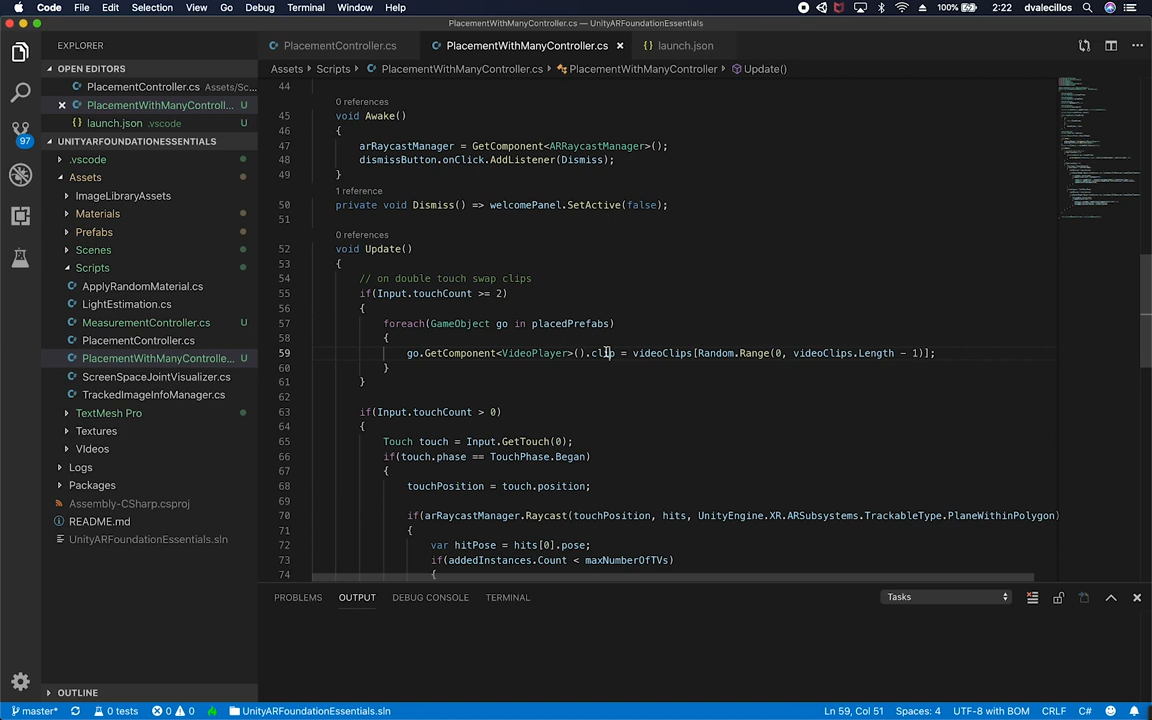 Code File Edit Selection View Go Debug Terminal Window Help 100% 2:22 dvalecillos
PlacementWithManyController.cs — UnityARFoundationEssentials
EXPLORER
PlacementController.cs PlacementWithManyController.cs launch.json
OPEN EDITORS
Assets › Scripts › PlacementWithManyController.cs › PlacementWithManyController › Update()
PlacementController.cs Assets/Sc...
PlacementWithManyControll... U
launch.json .vscode U
UNITYARFOUNDATIONESSENTIALS
97
.vscode
Assets
ImageLibraryAssets
Materials
Prefabs
Scenes
Scripts
ApplyRandomMaterial.cs
LightEstimation.cs
MeasurementController.cs U
PlacementController.cs
PlacementWithManyControlle... U
ScreenSpaceJointVisualizer.cs
TrackedImageInfoManager.cs
TextMesh Pro
Textures
VIdeos
Logs
Packages
Assembly-CSharp.csproj
README.md
UnityARFoundationEssentials.sln
OUTLINE
44
0 references
45 void Awake()
46 {
47 arRaycastManager = GetComponent<ARRaycastManager>();
48 dismissButton.onClick.AddListener(Dismiss);
49 }
1 reference
50 private void Dismiss() => welcomePanel.SetActive(false);
51
0 references
52 void Update()
53 {
54 // on double touch swap clips
55 if(Input.touchCount >= 2)
56 {
57 foreach(GameObject go in placedPrefabs)
58 {
59 go.GetComponent<VideoPlayer>().clip = videoClips[Random.Range(0, videoClips.Length - 1)];
60 }
61 }
62
63 if(Input.touchCount > 0)
64 {
65 Touch touch = Input.GetTouch(0);
66 if(touch.phase == TouchPhase.Began)
67 {
68 touchPosition = touch.position;
69
70 if(arRaycastManager.Raycast(touchPosition, hits, UnityEngine.XR.ARSubsystems.TrackableType.PlaneWithinPolygon)
71 {
72 var hitPose = hits[0].pose;
73 if(addedInstances.Count < maxNumberOfTVs)
74 {
PROBLEMS OUTPUT DEBUG CONSOLE TERMINAL Tasks
master* 0 tests 0 0 UnityARFoundationEssentials.sln Ln 59, Col 51 Spaces: 4 UTF-8 with BOM CRLF C#